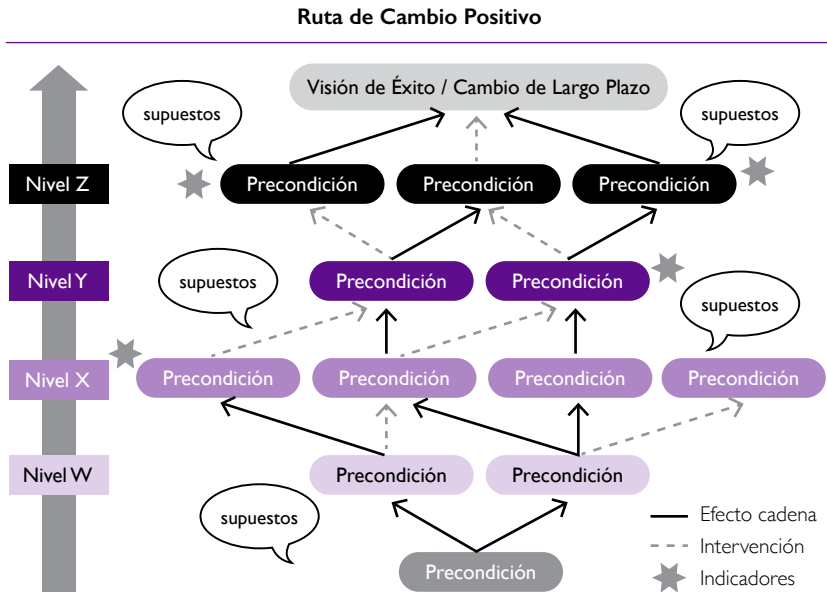 Ruta de Cambio Positivo
Visión de Éxito / Cambio de Largo Plazo
supuestos
supuestos
Nivel Z
Precondición
Precondición
Precondición
Nivel Y
supuestos
Precondición
Precondición
supuestos
Nivel X
Precondición
Precondición
Precondición
Precondición
Nivel W
Precondición
Precondición
supuestos
Precondición
Efecto cadena
Intervención
Indicadores